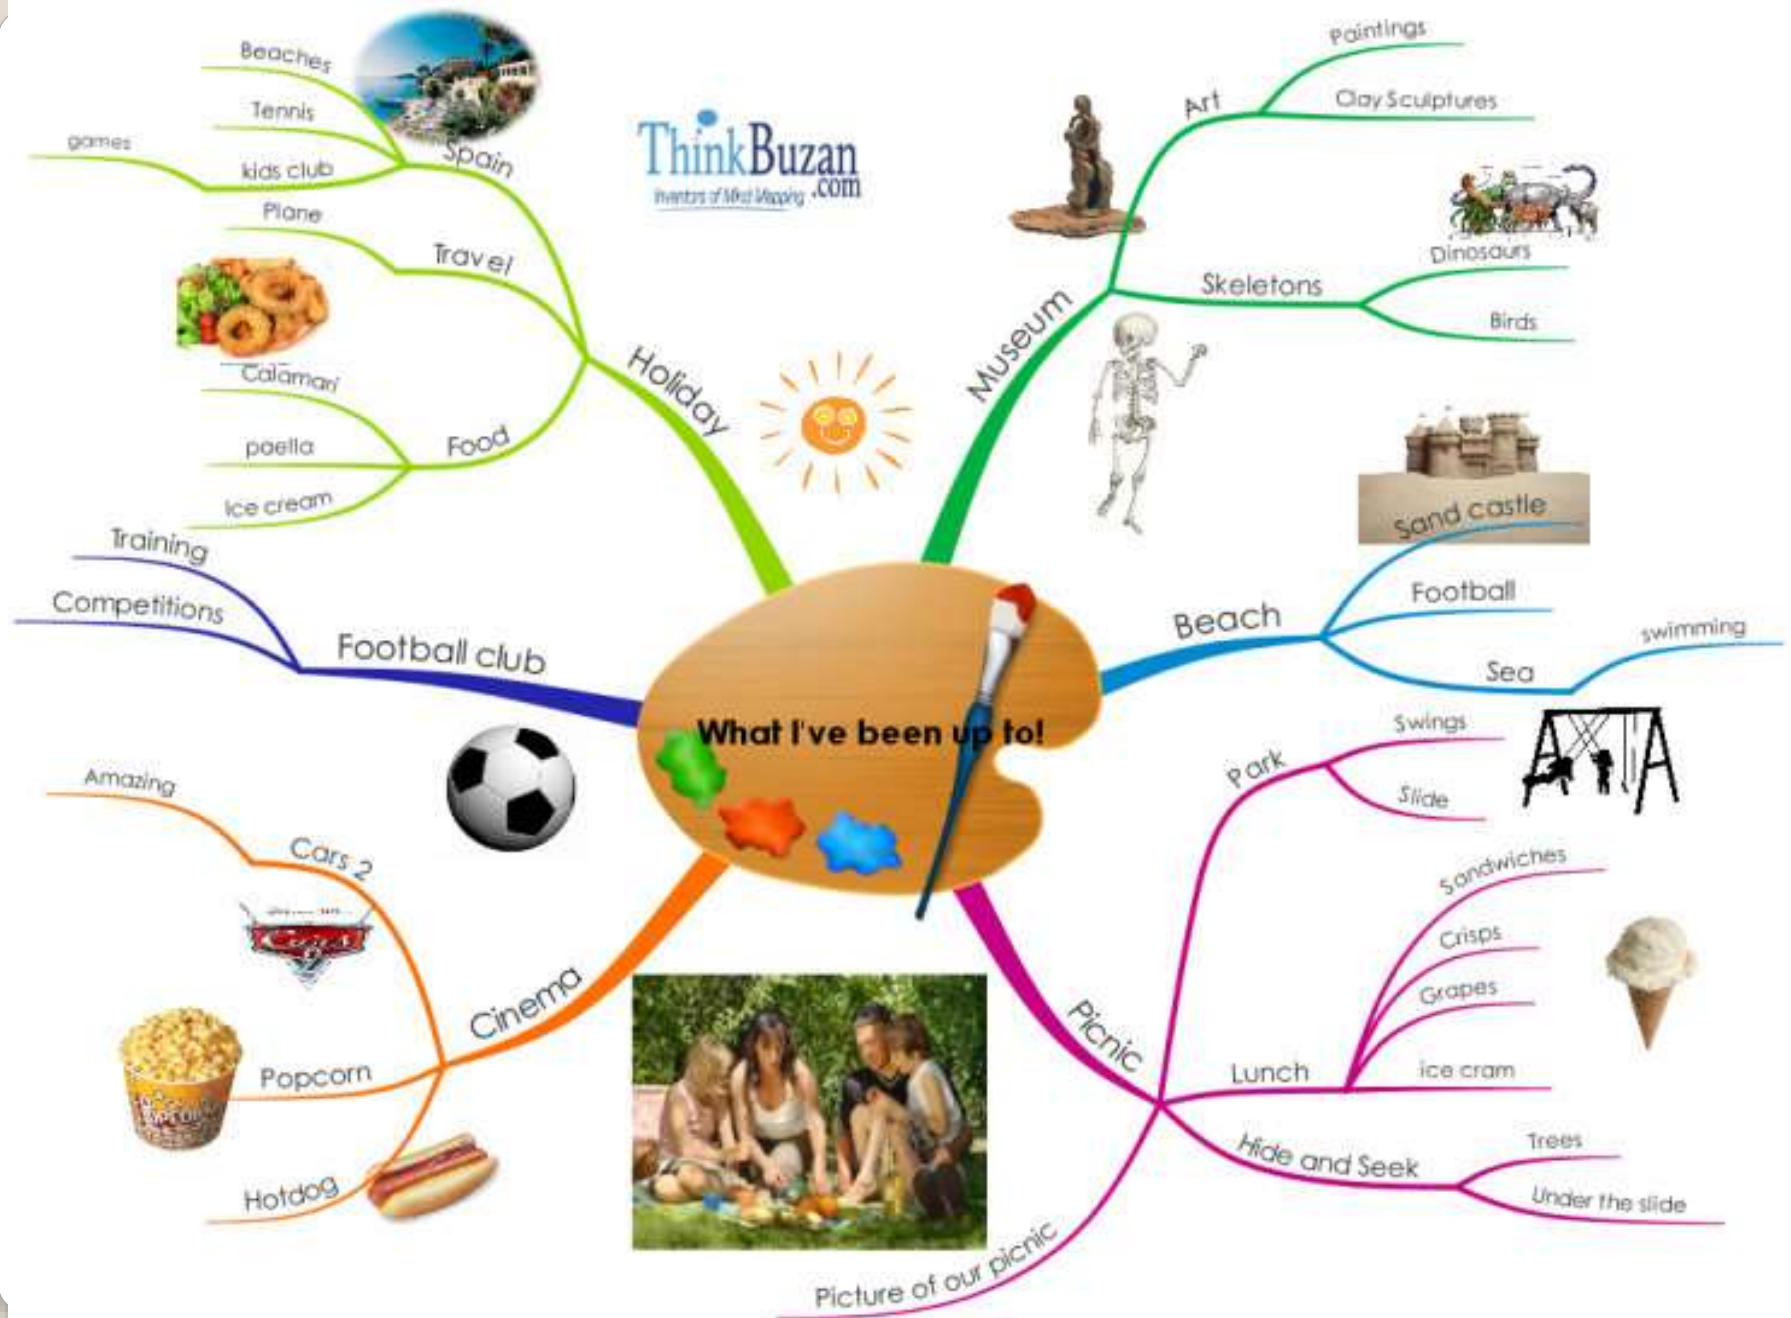 Beaches
Tennis
games
kids club
Spain
Plane
Travel
Calamari
paella
Ice cream
Food
Holiday
ThinkBuzan
.com
Inventors of Mind Mapping
Paintings
Clay Sculptures
Art
Dinosaurs
Birds
Skeletons
Museum
Sand castle
Football
swimming
Sea
Beach
Training
Competitions
Football club
What I've been up to!
Amazing
Cars 2
Cars
2
Popcorn
POPCORN
Hotdog
Cinema
Swings
Slide
Park
Sandwiches
Crisps
Grapes
ice cram
Lunch
Trees
Under the slide
Hide and Seek
Picture of our picnic
Picnic